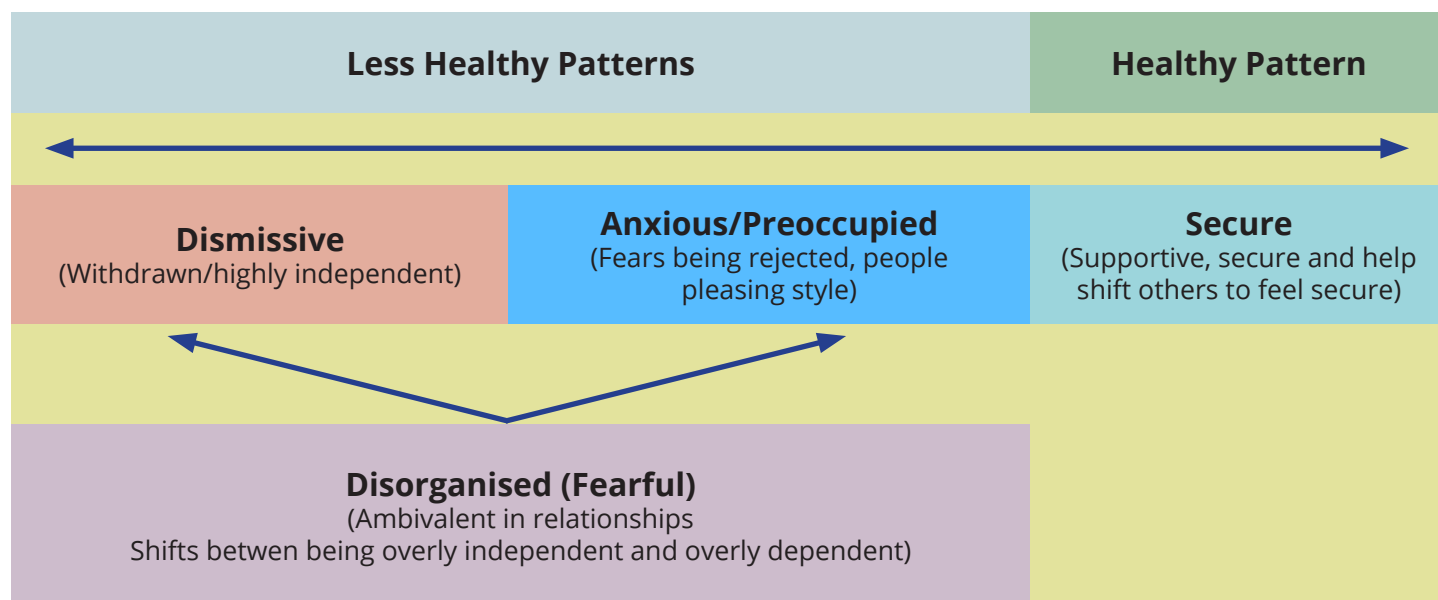 Less Healthy Patterns
Healthy Pattern
Dismissive
(Withdrawn/highly independent)
Anxious/Preoccupied
(Fears being rejected, people
pleasing style)
Secure
(Supportive, secure and help
shift others to feel secure)
Disorganised (Fearful)
(Ambivalent in relationships
Shifts betwen being overly independent and overly dependent)